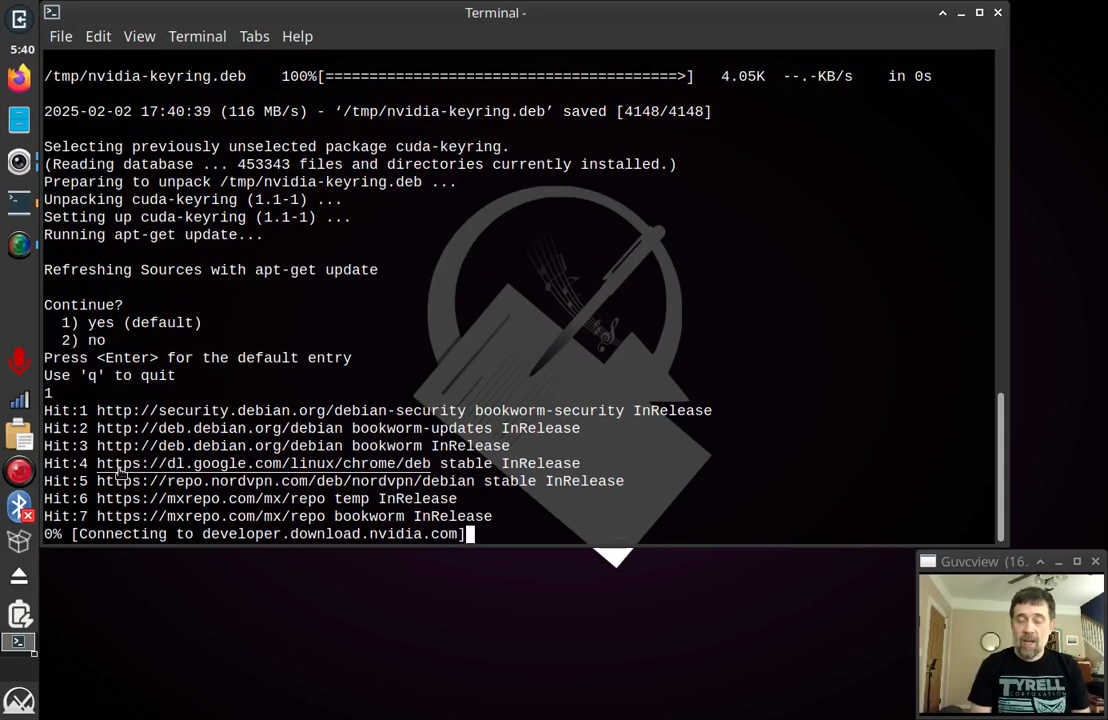 Terminal -
File Edit View Terminal Tabs Help
5:40
/tmp/nvidia-keyring.deb 100%[========================================>] 4.05K --.-KB/s in 0s
2025-02-02 17:40:39 (116 MB/s) - ‘/tmp/nvidia-keyring.deb’ saved [4148/4148]
Selecting previously unselected package cuda-keyring.
(Reading database ... 453343 files and directories currently installed.)
Preparing to unpack /tmp/nvidia-keyring.deb ...
Unpacking cuda-keyring (1.1-1) ...
Setting up cuda-keyring (1.1-1) ...
Running apt-get update...
Refreshing Sources with apt-get update
Continue?
1) yes (default)
2) no
Press <Enter> for the default entry
Use 'q' to quit
1
Hit:1 http://security.debian.org/debian-security bookworm-security InRelease
Hit:2 http://deb.debian.org/debian bookworm-updates InRelease
Hit:3 http://deb.debian.org/debian bookworm InRelease
Hit:4 https://dl.google.com/linux/chrome/deb stable InRelease
Hit:5 https://repo.nordvpn.com/deb/nordvpn/debian stable InRelease
Hit:6 https://mxrepo.com/mx/repo temp InRelease
Hit:7 https://mxrepo.com/mx/repo bookworm InRelease
0% [Connecting to developer.download.nvidia.com]
Guvcview (16.
TYRELL
CORPORATION